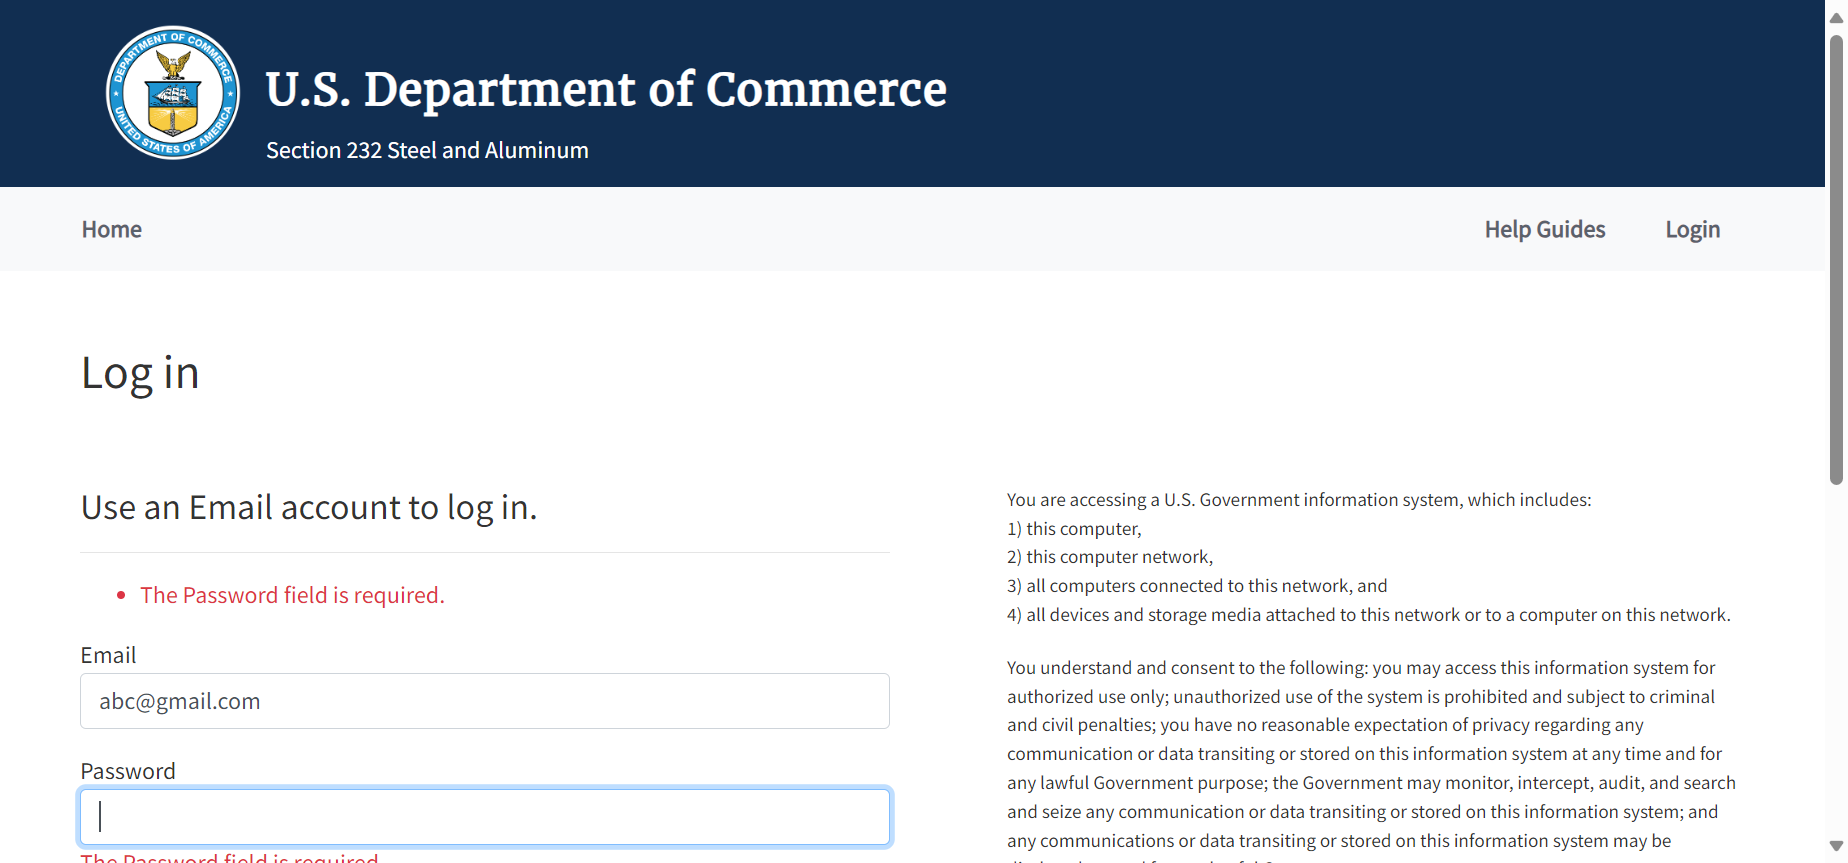 DEPARTMENT OF COMMERCE
UNITED STATES OF AMERICA
U.S. Department of Commerce
Section 232 Steel and Aluminum
Home
Help Guides
Login
Log in
Use an Email account to log in.
The Password field is required.
Email
abc@gmail.com
Password
The Password field is required.
You are accessing a U.S. Government information system, which includes:
1) this computer,
2) this computer network,
3) all computers connected to this network, and
4) all devices and storage media attached to this network or to a computer on this network.
You understand and consent to the following: you may access this information system for
authorized use only; unauthorized use of the system is prohibited and subject to criminal
and civil penalties; you have no reasonable expectation of privacy regarding any
communication or data transiting or stored on this information system at any time and for
any lawful Government purpose; the Government may monitor, intercept, audit, and search
and seize any communication or data transiting or stored on this information system; and
any communications or data transiting or stored on this information system may be